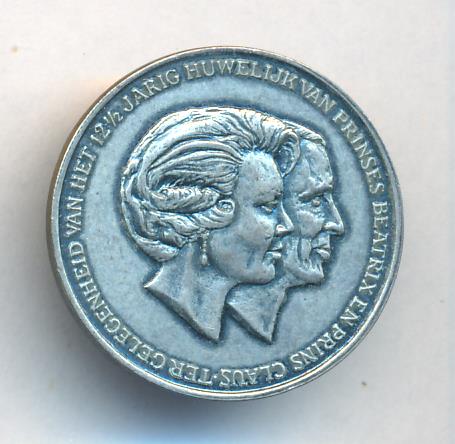 TER GELEGENHEID VAN HET 12½ JARIG HUWELIJK VAN PRINSES BEATRIX EN PRINS CLAUS·